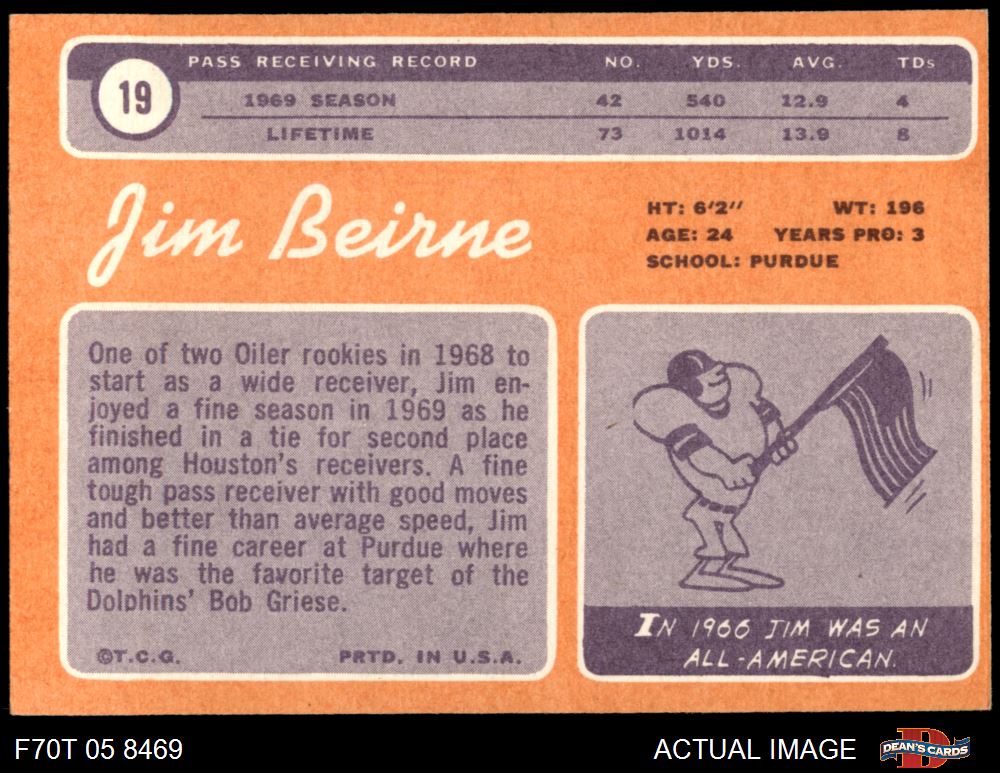 PASS RECEIVING RECORD NO. YDS. AVG. TDs
19
1969 SEASON 42 540 12.9 4
LIFETIME 73 1014 13.9 8
Jim Beirne
HT: 6'2'' WT: 196
AGE: 24 YEARS PRO: 3
SCHOOL: PURDUE
One of two Oiler rookies in 1968 to
start as a wide receiver, Jim en-
joyed a fine season in 1969 as he
finished in a tie for second place
among Houston's receivers. A fine
tough pass receiver with good moves
and better than average speed, Jim
had a fine career at Purdue where
he was the favorite target of the
Dolphins' Bob Griese.
©T.C.G. PRTD. IN U.S.A.
IN 1966 JIM WAS AN
ALL-AMERICAN.
F70T 05 8469
ACTUAL IMAGE
D
DEAN'S CARDS